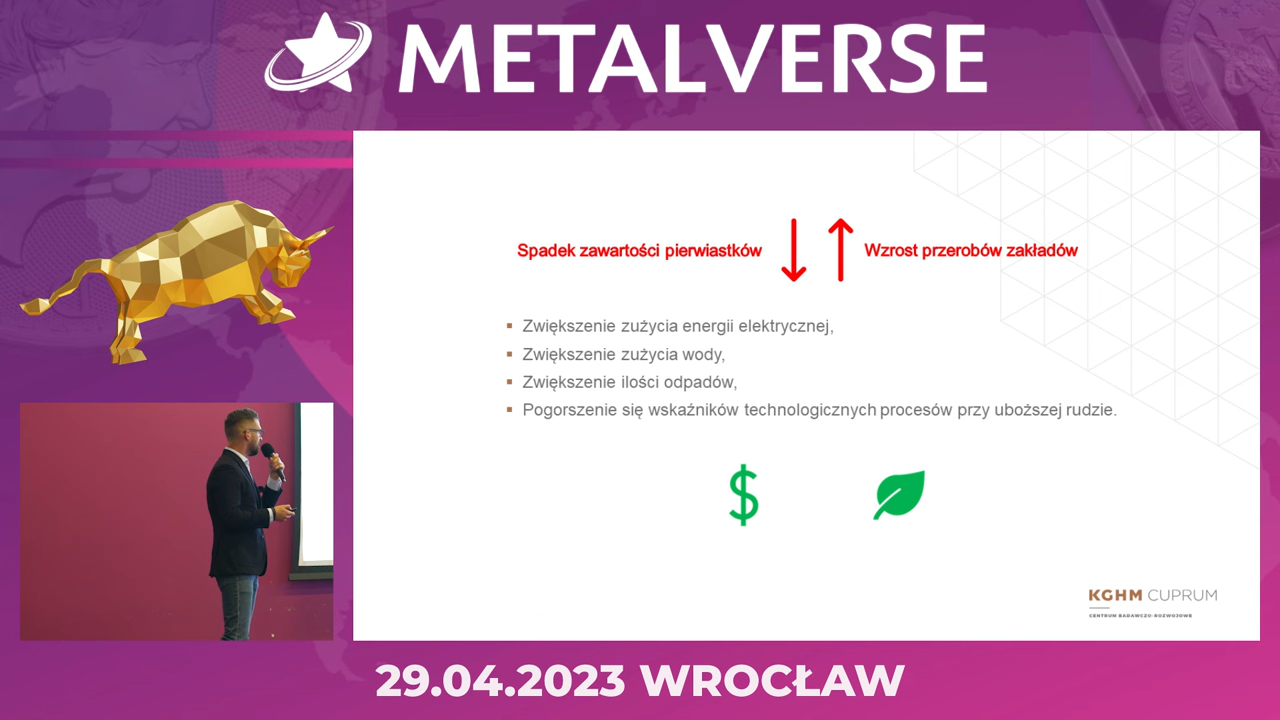 METALVERSE
Spadek zawartości pierwiastków
Wzrost przerobów zakładów
Zwiększenie zużycia energii elektrycznej,
Zwiększenie zużycia wody,
Zwiększenie ilości odpadów,
Pogorszenie się wskaźników technologicznych procesów przy uboższej rudzie.
$
KGHM CUPRUM
CENTRUM BADAWCZO-ROZWOJOWE
29.04.2023 WROCŁAW